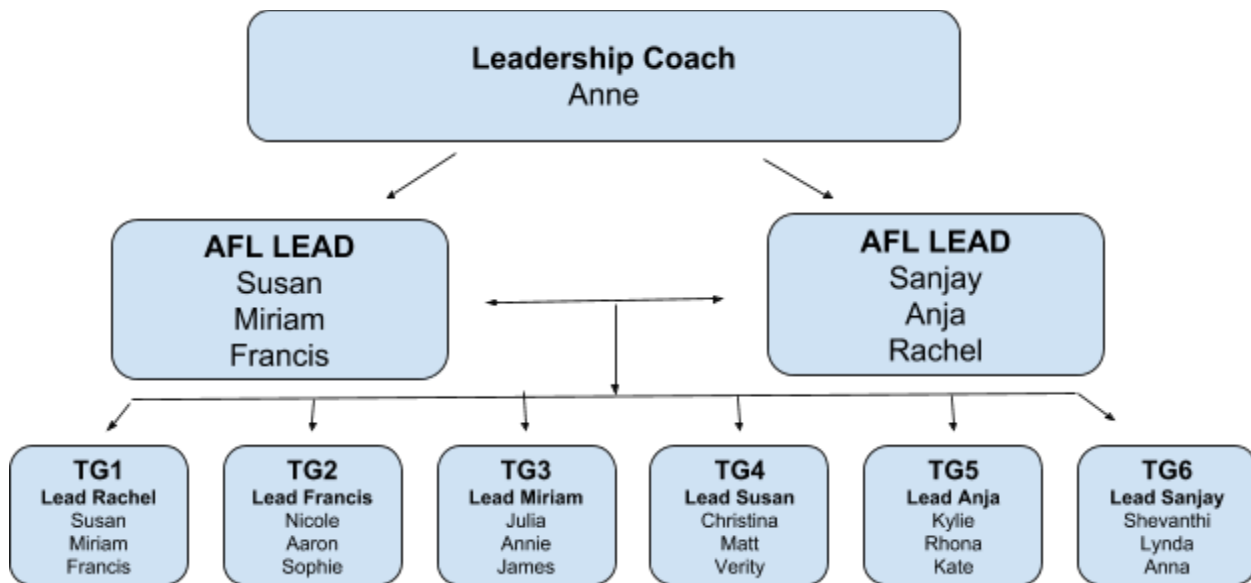 Leadership Coach
Anne
AFL LEAD
Susan
Miriam
Francis
AFL LEAD
Sanjay
Anja
Rachel
TG1
Lead Rachel
Susan
Miriam
Francis
TG2
Lead Francis
Nicole
Aaron
Sophie
TG3
Lead Miriam
Julia
Annie
James
TG4
Lead Susan
Christina
Matt
Verity
TG5
Lead Anja
Kylie
Rhona
Kate
TG6
Lead Sanjay
Shevanthi
Lynda
Anna